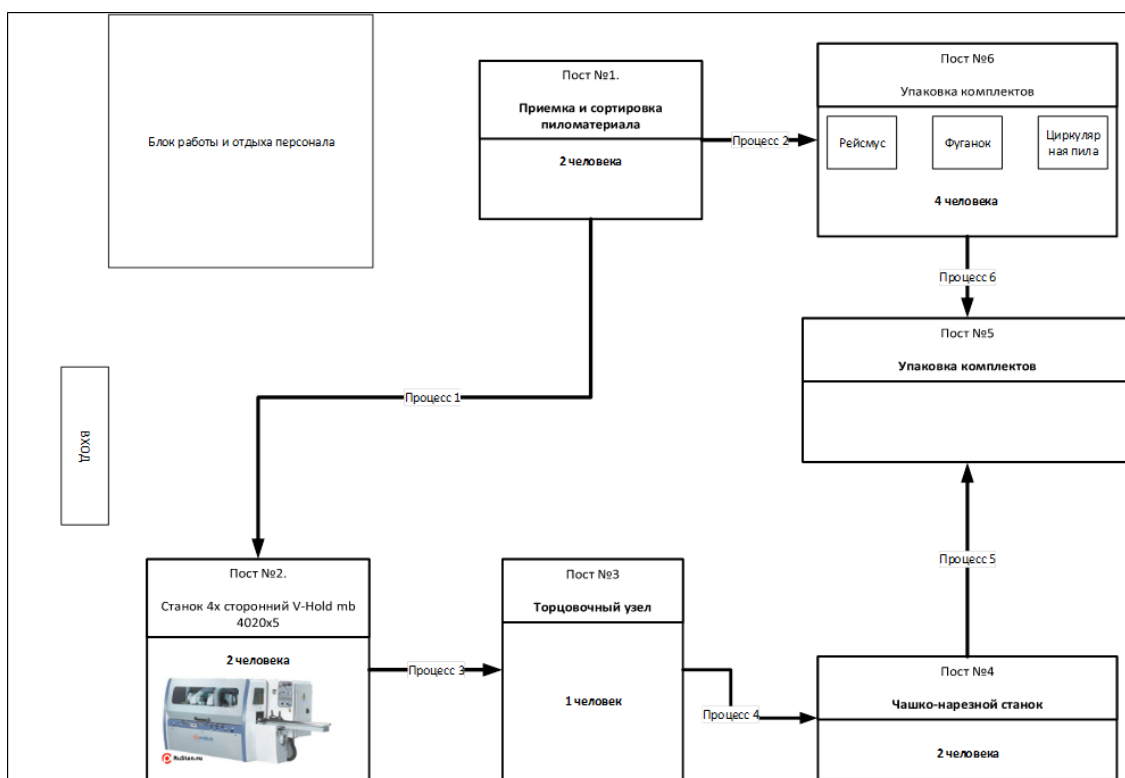 Блок работы и отдыха персонала
Пост №1.
Приемка и сортировка
пиломатериала
2 человека
Процесс 2
Пост №6
Упаковка комплектов
Рейсмус
Фуганок
Циркуляр
ная пила
4 человека
Процесс 6
Пост №5
Упаковка комплектов
Процесс 1
ВХОД
Пост №2.
Станок 4х сторонний V-Hold mb
4020x5
2 человека
RuStan.ru
Процесс 3
Пост №3
Торцовочный узел
1 человек
Процесс 4
Процесс 5
Пост №4
Чашко-нарезной станок
2 человека